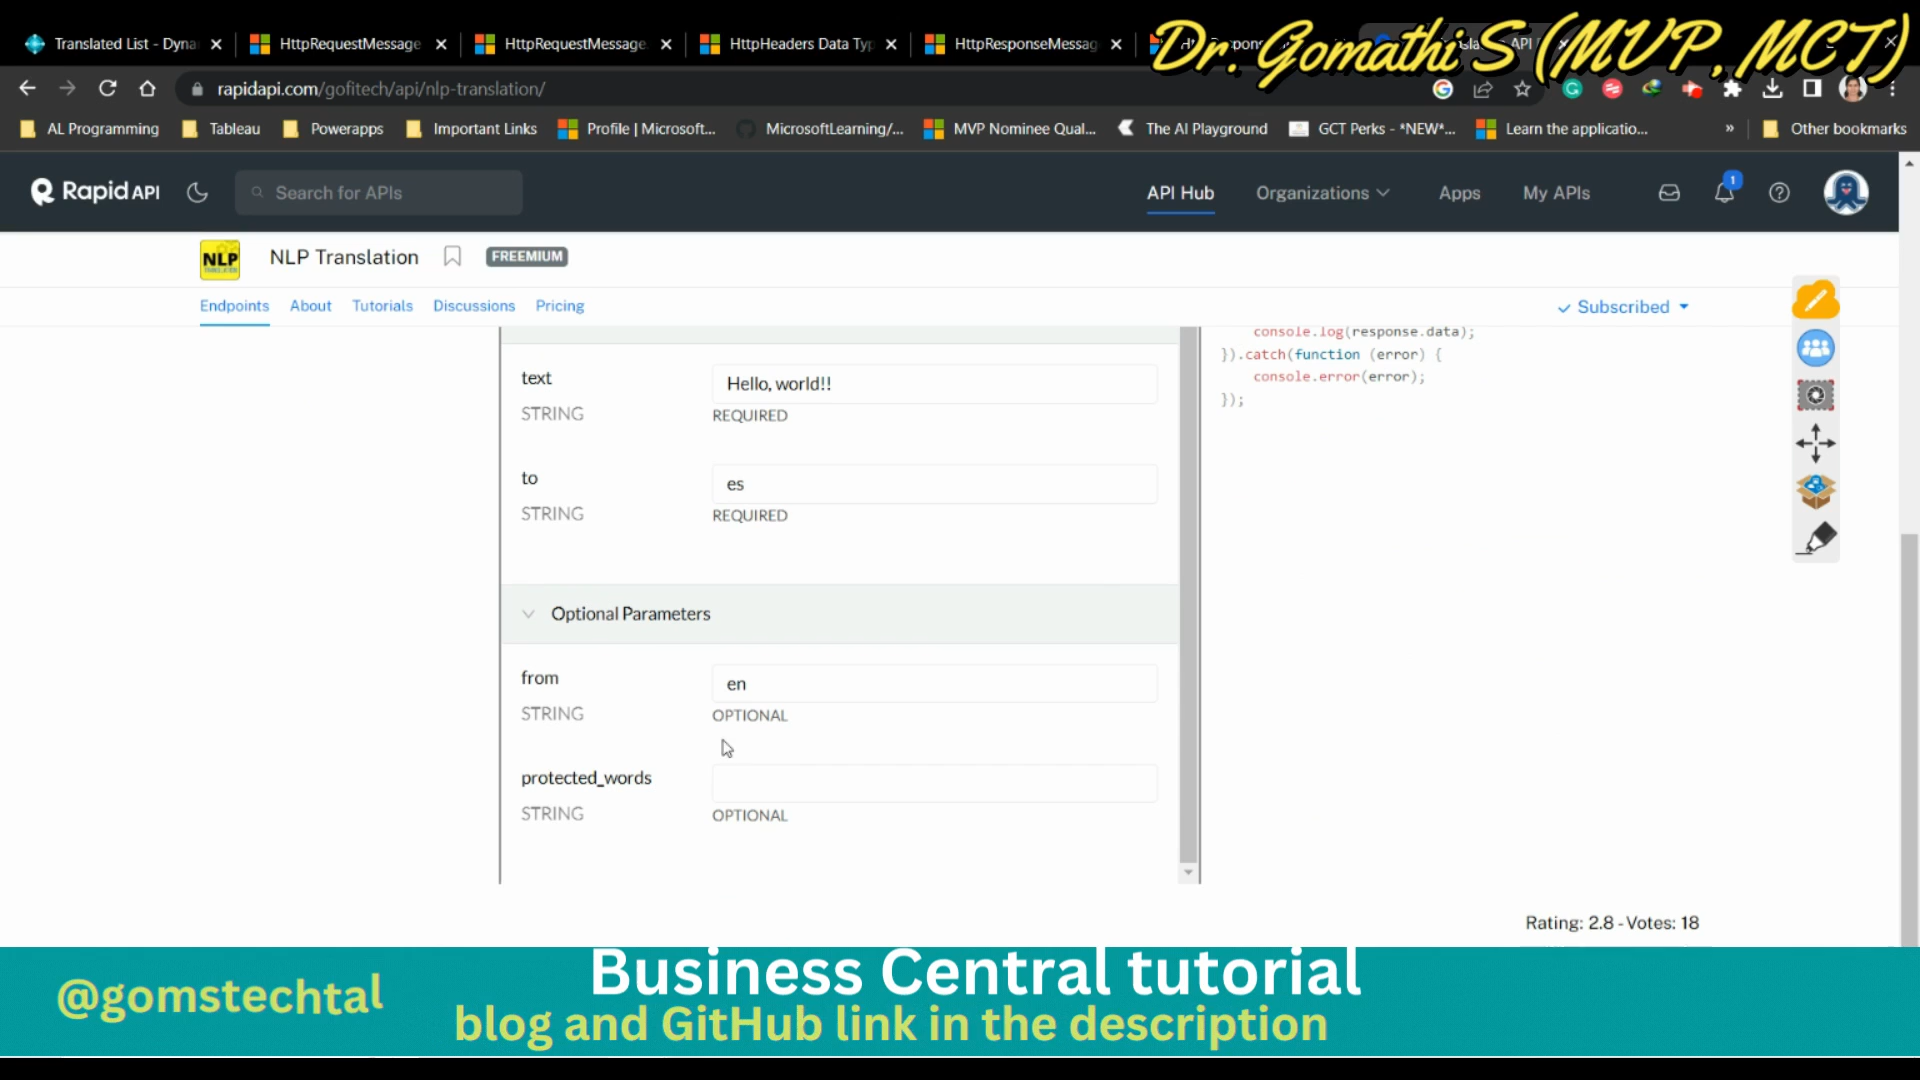 Translated List - Dyna
HttpRequestMessage
HttpRequestMessage
HttpHeaders Data Typ
HttpResponseMessag
Dr. Gomathi S (MVP, MCT)
rapidapi.com/gofitech/api/nlp-translation/
AL Programming
Tableau
Powerapps
Important Links
Profile | Microsoft...
MicrosoftLearning/...
MVP Nominee Qual...
The AI Playground
GCT Perks - *NEW*...
Learn the applicatio...
»
Other bookmarks
Rapid API
Search for APIs
API Hub
Organizations
Apps
My APIs
1
NLP
NLP Translation
FREEMIUM
Endpoints
About
Tutorials
Discussions
Pricing
Subscribed
console.log(response.data);
}).catch(function (error) {
console.error(error);
});
text
Hello, world!!
STRING
REQUIRED
to
es
STRING
REQUIRED
Optional Parameters
from
en
STRING
OPTIONAL
protected_words
STRING
OPTIONAL
Rating: 2.8 - Votes: 18
Business Central tutorial
@gomstechtal
blog and GitHub link in the description